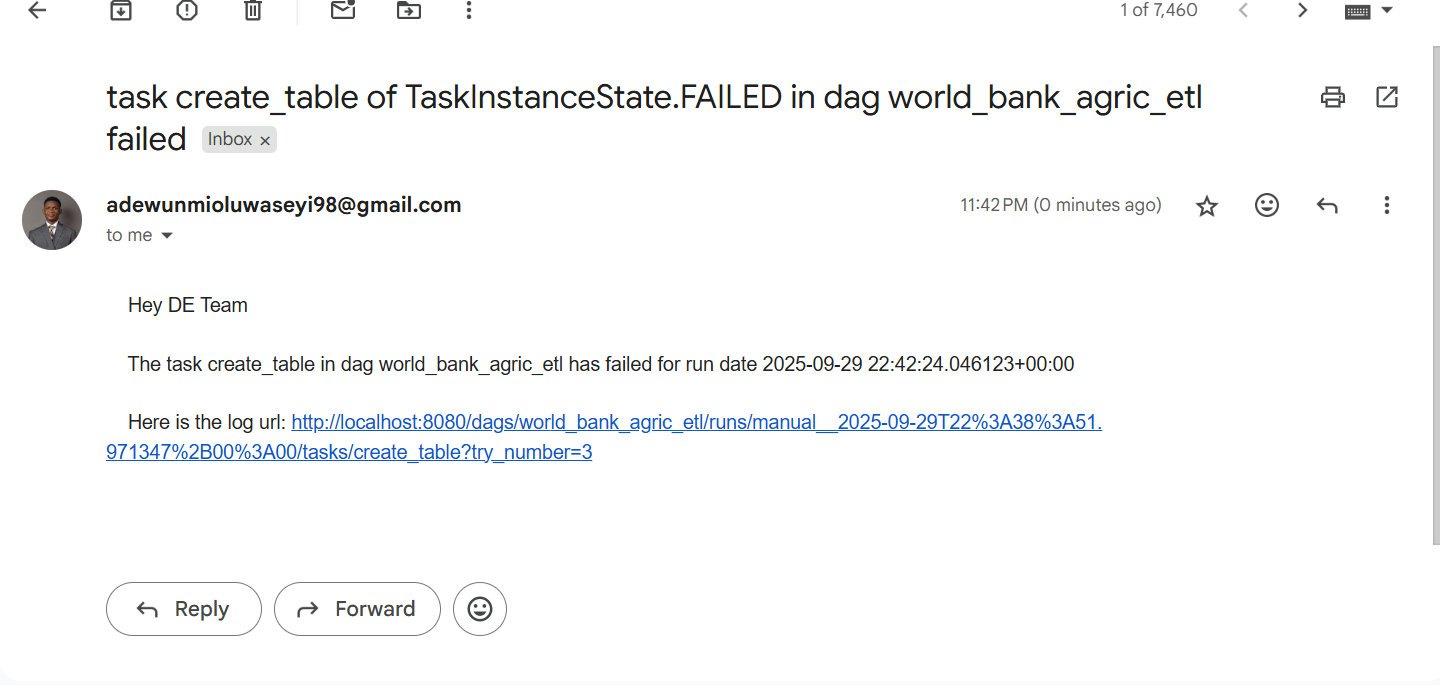 1 of 7,460
task create_table of TaskInstanceState.FAILED in dag world_bank_agric_etl
failed Inbox ×
adewunmioluwaseyi98@gmail.com 11:42 PM (0 minutes ago)
to me
Hey DE Team
The task create_table in dag world_bank_agric_etl has failed for run date 2025-09-29 22:42:24.046123+00:00
Here is the log url: http://localhost:8080/dags/world_bank_agric_etl/runs/manual__2025-09-29T22%3A38%3A51.
971347%2B00%3A00/tasks/create_table?try_number=3
Reply Forward